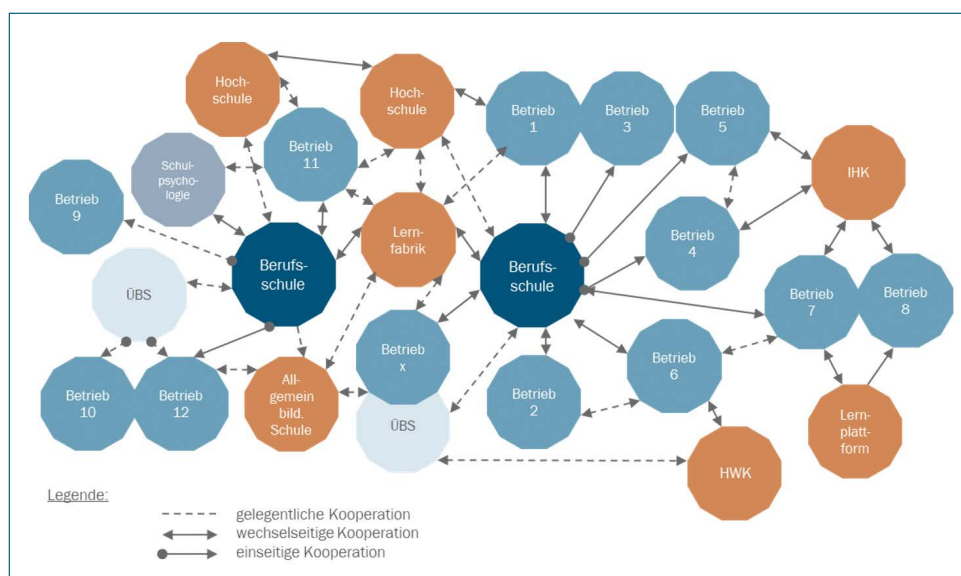 Hoch-
schule
Hoch-
schule
Betrieb
1
Betrieb
3
Betrieb
5
Schul-
psycho-
logie
Betrieb
11
IHK
Betrieb
9
Lern-
fabrik
Betrieb
4
Berufs-
schule
Berufs-
schule
ÜBS
Betrieb
7
Betrieb
8
Betrieb
x
Betrieb
6
Betrieb
10
Betrieb
12
All-
gemein
bild.
Schule
Betrieb
2
ÜBS
Lern-
platt-
form
HWK
Legende:
gelegentliche Kooperation
wechselseitige Kooperation
einseitige Kooperation